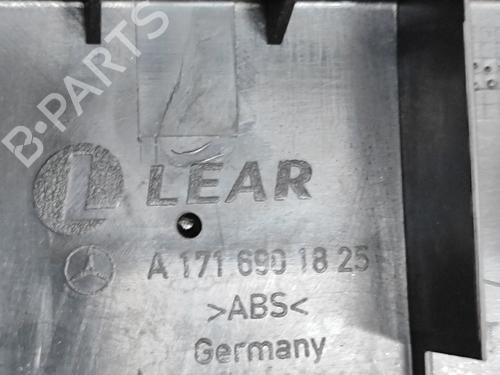 B-PARTS
L LEAR
A 171 690 18 25
>ABS<
Germany